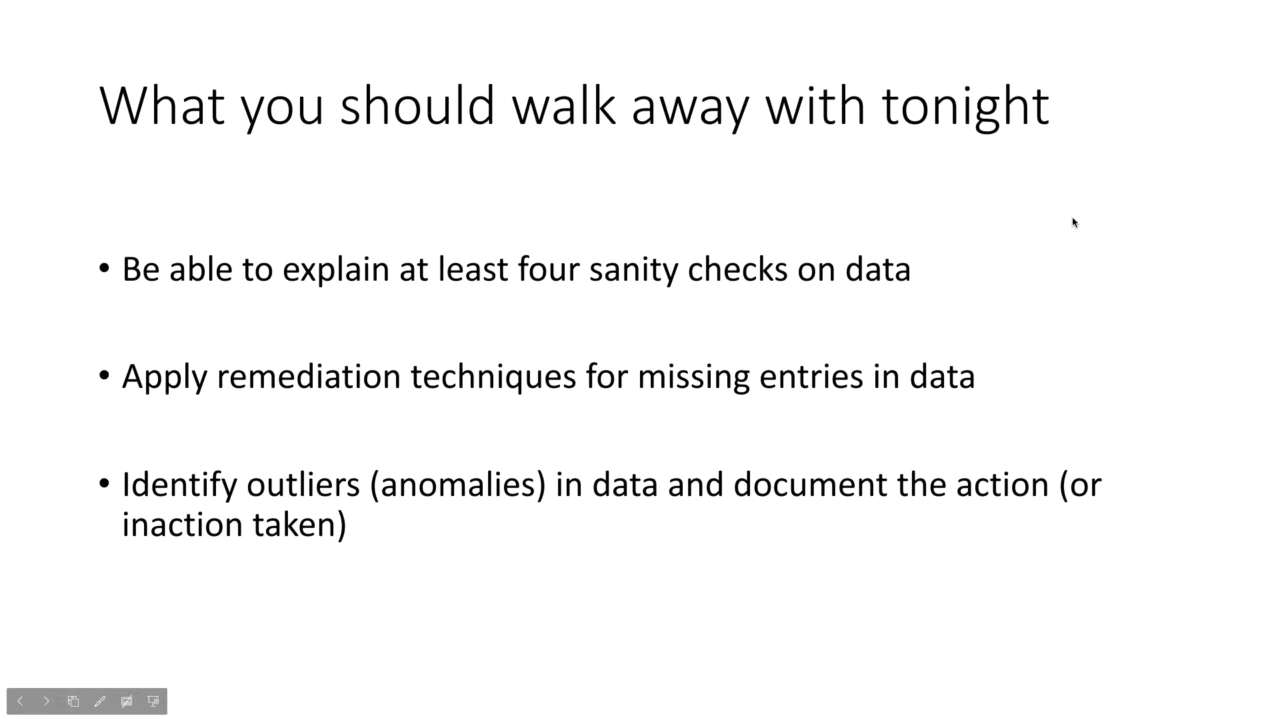 What you should walk away with tonight
• Be able to explain at least four sanity checks on data
• Apply remediation techniques for missing entries in data
• Identify outliers (anomalies) in data and document the action (or
inaction taken)